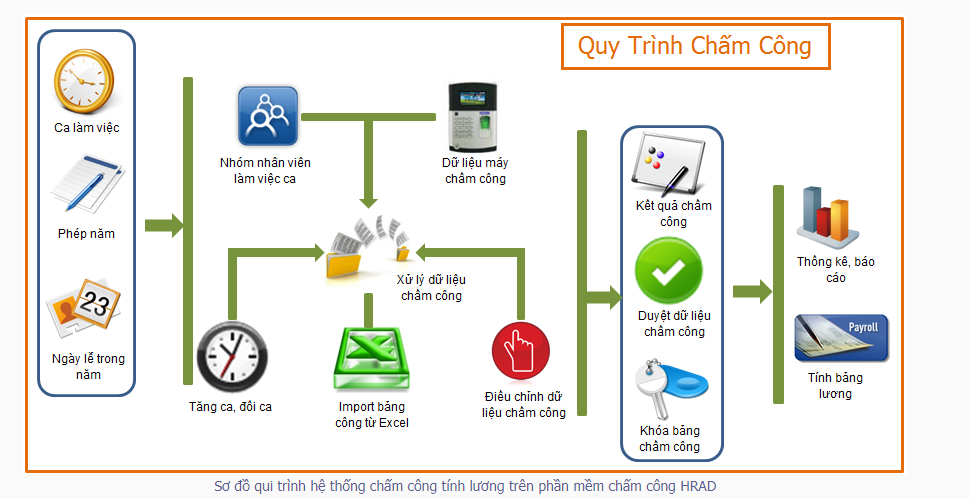 Quy Trình Chấm Công
Ca làm việc
Phép năm
Ngày lễ trong
năm
Nhóm nhân viên
làm việc ca
Dữ liệu máy
chấm công
Xử lý dữ liệu
chấm công
Tăng ca, đổi ca
Import bảng
công từ Excel
Điều chỉnh dữ
liệu chấm công
Kết quả chấm
công
Duyệt dữ liệu
chấm công
Khóa bảng
chấm công
Thống kê, báo
cáo
Payroll
Tính bảng
lương
23
Sơ đồ qui trình hệ thống chấm công tính lương trên phần mềm chấm công HRAD